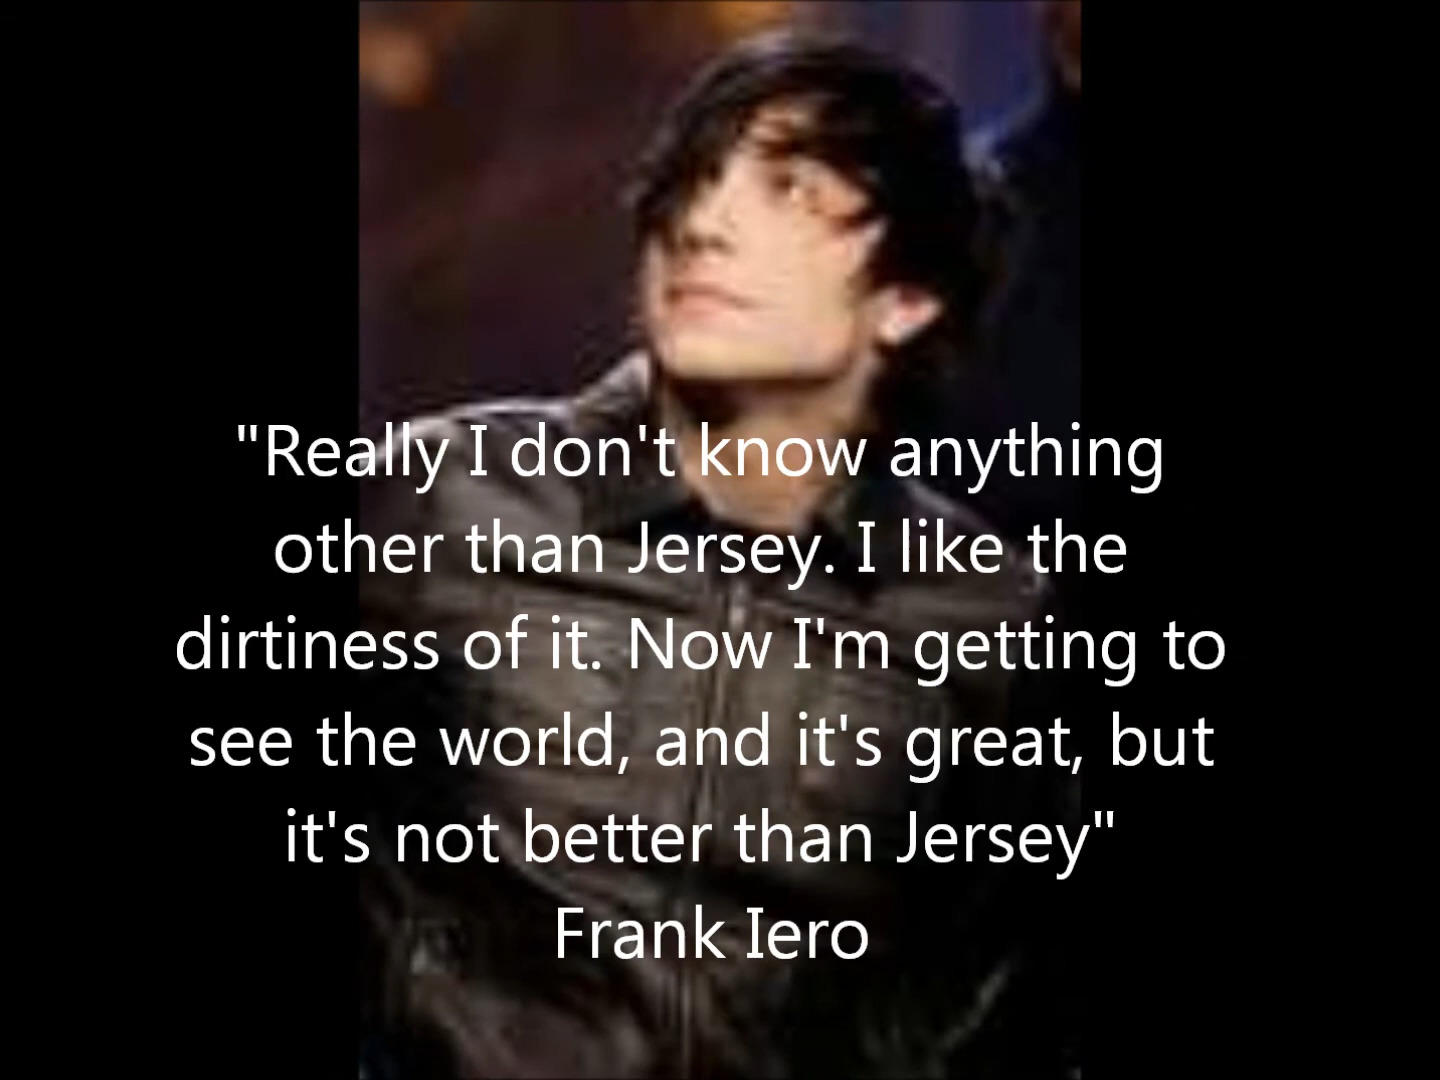 "Really I don't know anything
other than Jersey. I like the
dirtiness of it. Now I'm getting to
see the world, and it's great, but
it's not better than Jersey"
Frank Iero